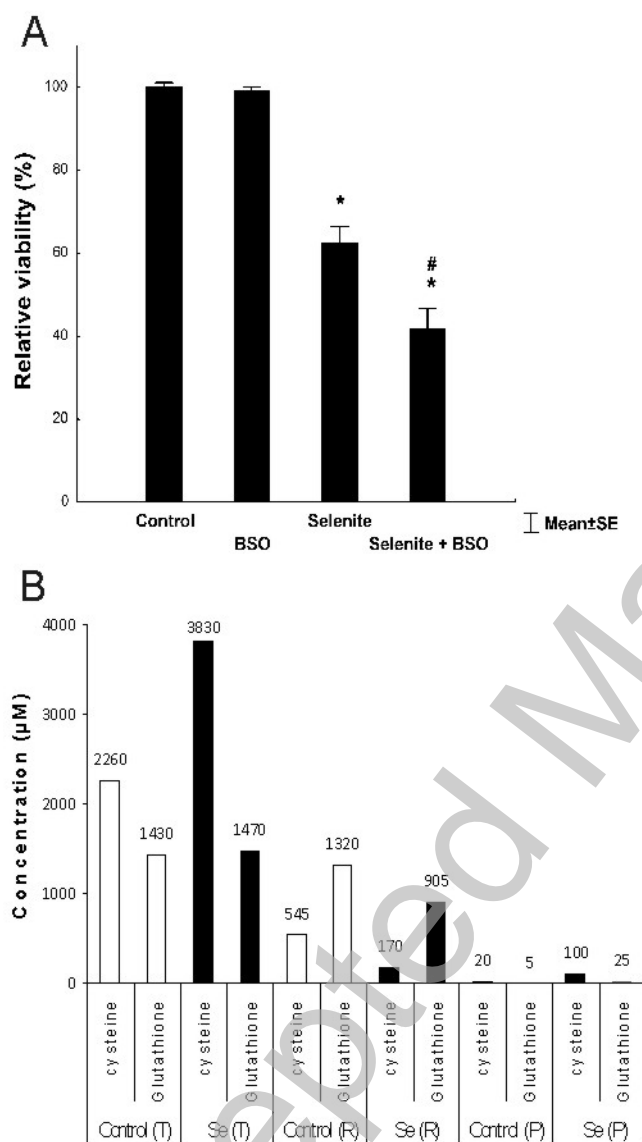 A
Relative viability (%)
100
80
60
40
20
0
*
#
*
Control
BSO
Selenite
Selenite + BSO
Mean±SE
B
Concentration (µM)
4000
3000
2000
1000
0
2260
1430
3830
1470
545
1320
170
905
20
5
100
25
cysteine
Glutathione
cysteine
Glutathione
cysteine
Glutathione
cysteine
Glutathione
cysteine
Glutathione
cysteine
Glutathione
Control (T)
Se (T)
Control (R)
Se (R)
Control (P)
Se (P)
epted Ma